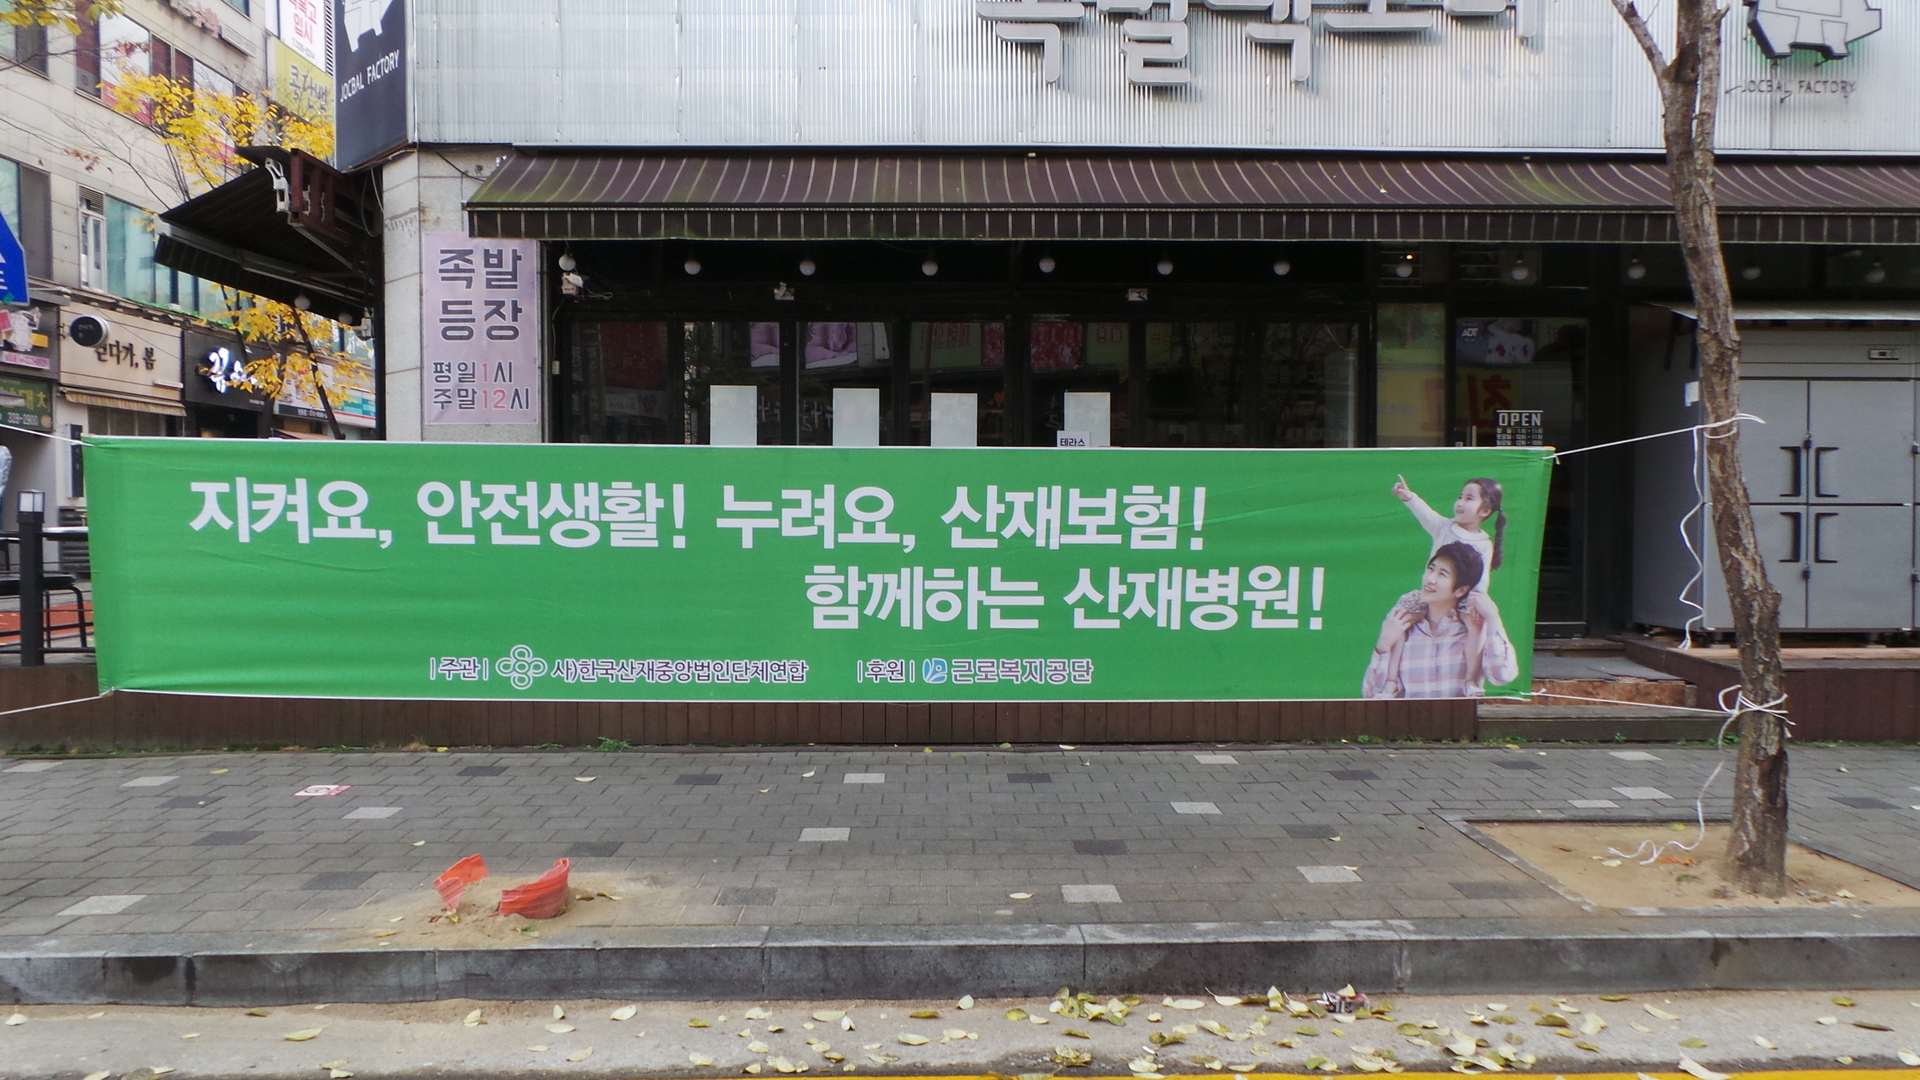 JOCBAL FACTORY
JOCBAL FACTORY
족발
등장
평일1시
주말12시
ADT
OPEN
테라스
309-2900
지켜요, 안전생활! 누려요, 산재보험!
함께하는 산재병원!
|주관| 사)한국산재중앙법인단체연합 |후원| 근로복지공단